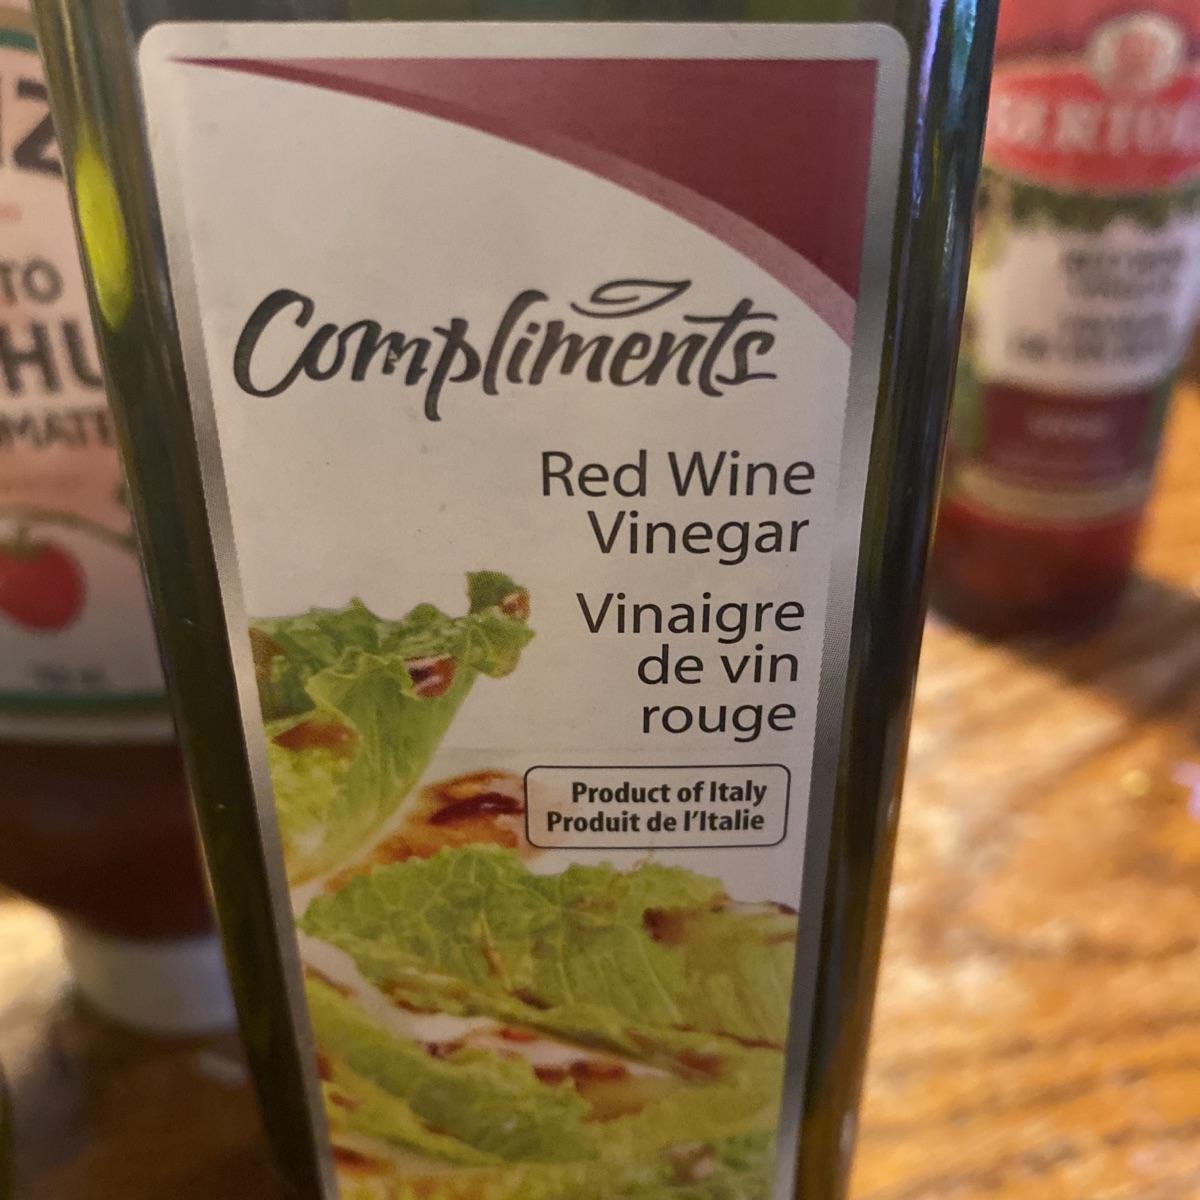 Compliments
Red Wine
Vinegar
Vinaigre
de vin
rouge
Product of Italy
Produit de l'Italie